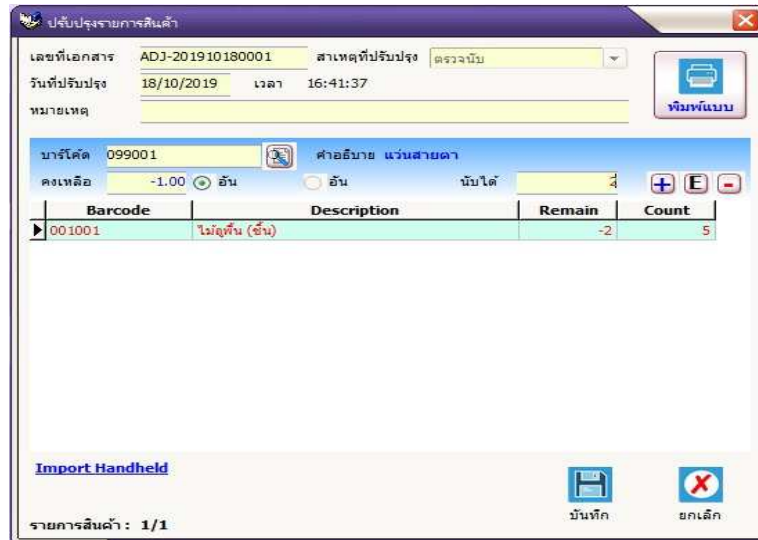 ปรับปรุงรายการสินค้า
เลขที่เอกสาร ADJ-201910180001 สาเหตุที่ปรับปรุง ตรวจนับ
วันที่ปรับปรุง 18/10/2019 เวลา 16:41:37
หมายเหตุ
พิมพ์แบบ
บาร์โค้ด 099001 คำอธิบาย แว่นสายตา
คงเหลือ -1.00 อัน อัน นับได้ + E -
Barcode Description Remain Count
001001 ไม้ถูพื้น (ชิ้น) -2 5
Import Handheld
บันทึก ยกเลิก
รายการสินค้า : 1/1